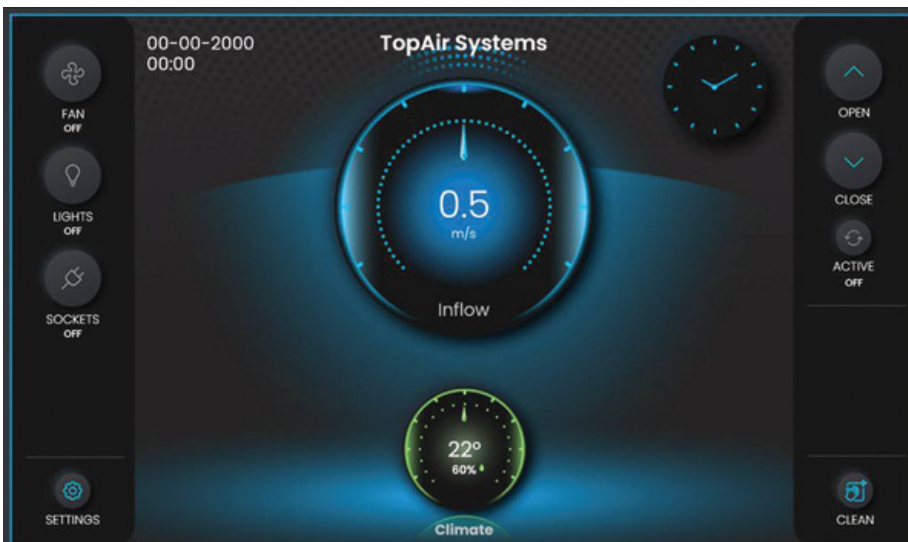 00-00-2000
00:00
TopAir Systems
FAN
OFF
LIGHTS
OFF
SOCKETS
OFF
SETTINGS
0.5
m/s
Inflow
22°
60%
Climate
OPEN
CLOSE
ACTIVE
OFF
CLEAN